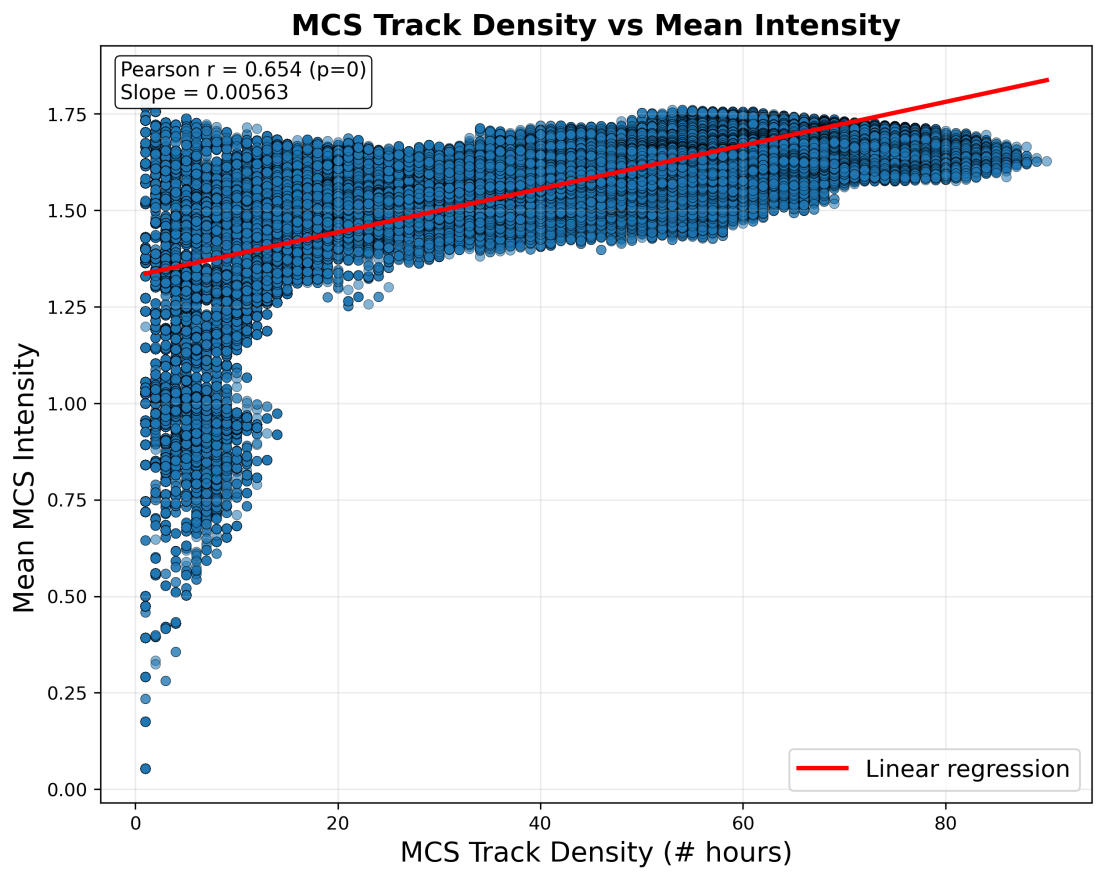 MCS Track Density vs Mean Intensity
Pearson r = 0.654 (p=0)
Slope = 0.00563
1.75
1.50
1.25
1.00
0.75
0.50
0.25
0.00
Mean MCS Intensity
Linear regression
0 20 40 60 80
MCS Track Density (# hours)